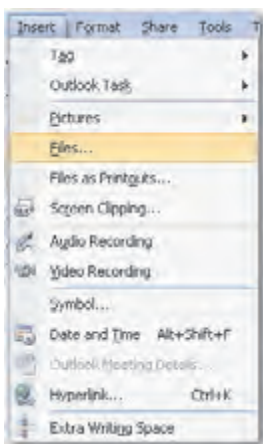 Insert Format Share Tools T
Tag
Outlook Task
Pictures
Files...
Files as Printouts...
Screen Clipping...
Audio Recording
Video Recording
Symbol...
Date and Time Alt+Shift+F
Outlook Meeting Details...
Hyperlink... Ctrl+K
Extra Writing Space